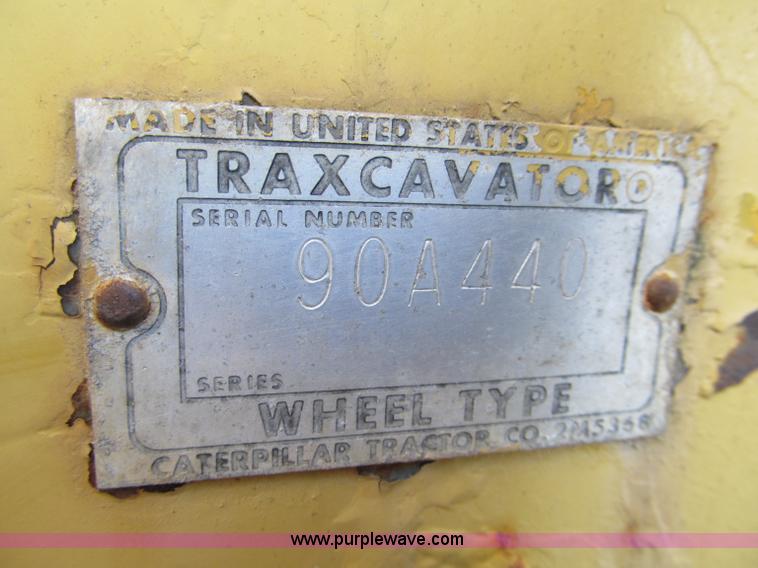 MADE IN UNITED STATES OF AMERICA
TRAXCAVATOR®
SERIAL NUMBER
90A440
SERIES
WHEEL TYPE
CATERPILLAR TRACTOR CO. 2M5368
www.purplewave.com